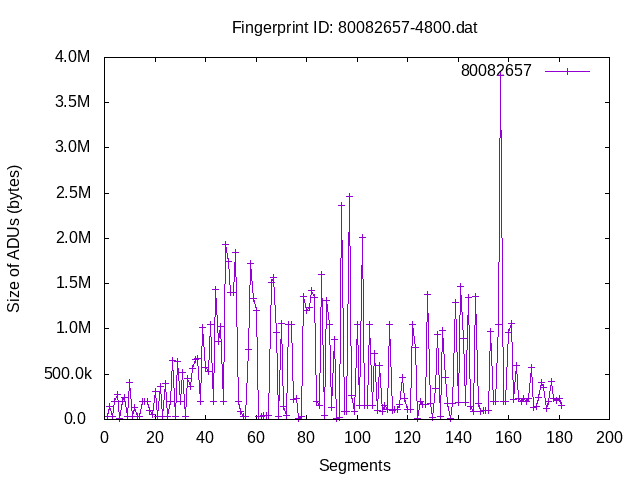 Fingerprint ID: 80082657-4800.dat
80082657
4.0M
3.5M
3.0M
2.5M
2.0M
1.5M
1.0M
500.0k
0.0
Size of ADUs (bytes)
0 20 40 60 80 100 120 140 160 180 200
Segments